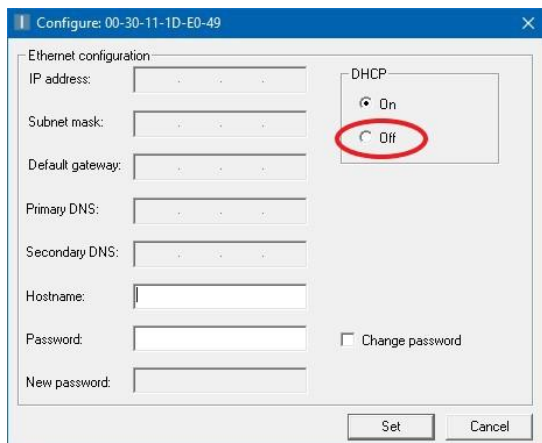 Configure: 00-30-11-1D-E0-49
Ethernet configuration
IP address:
DHCP
On
Subnet mask:
Off
Default gateway:
Primary DNS:
Secondary DNS:
Hostname:
Password:
Change password
New password:
Set
Cancel